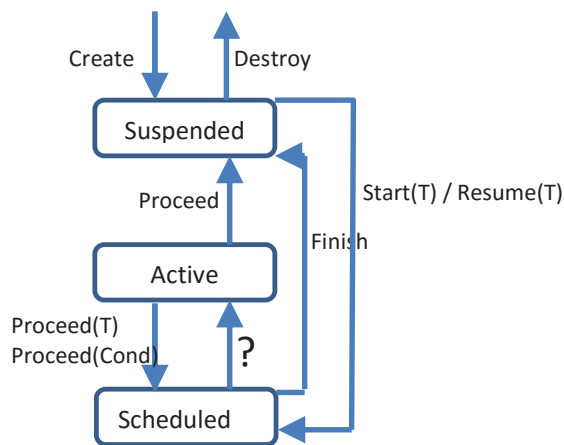 Create
Destroy
Suspended
Proceed
Start(T) / Resume(T)
Finish
Active
Proceed(T)
Proceed(Cond)
?
Scheduled